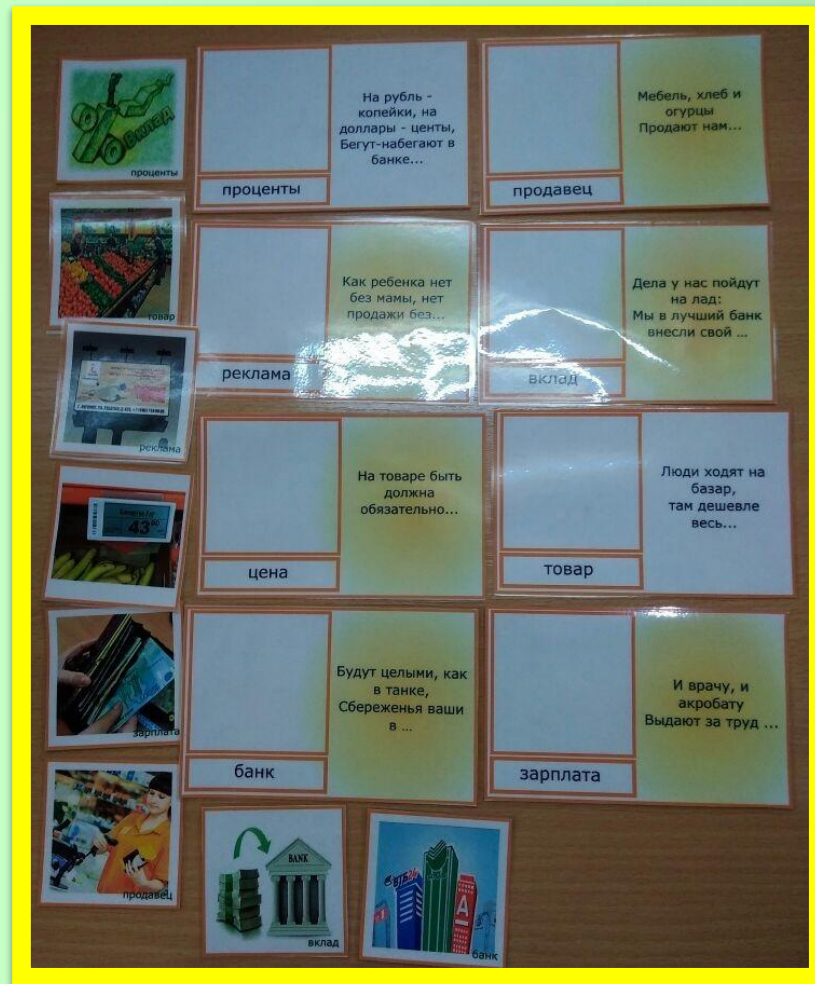 ВКЛАД
проценты
На рубль -
копейки, на
доллары - центы,
Бегут-набегают в
банке...
проценты
Мебель, хлеб и
огурцы
Продают нам...
продавец
товар
Как ребенка нет
без мамы, нет
продажи без...
реклама
Дела у нас пойдут
на лад:
Мы в лучший банк
внесли свой ...
вклад
реклама
На товаре быть
должна
обязательно...
цена
Люди ходят на
базар,
там дешевле
весь...
товар
43
зарплата
Будут целыми, как
в танке,
Сбереженья ваши
в ...
банк
И врачу, и
акробату
Выдают за труд ...
зарплата
продавец
BANK
вклад
ВТБ24
А
банк